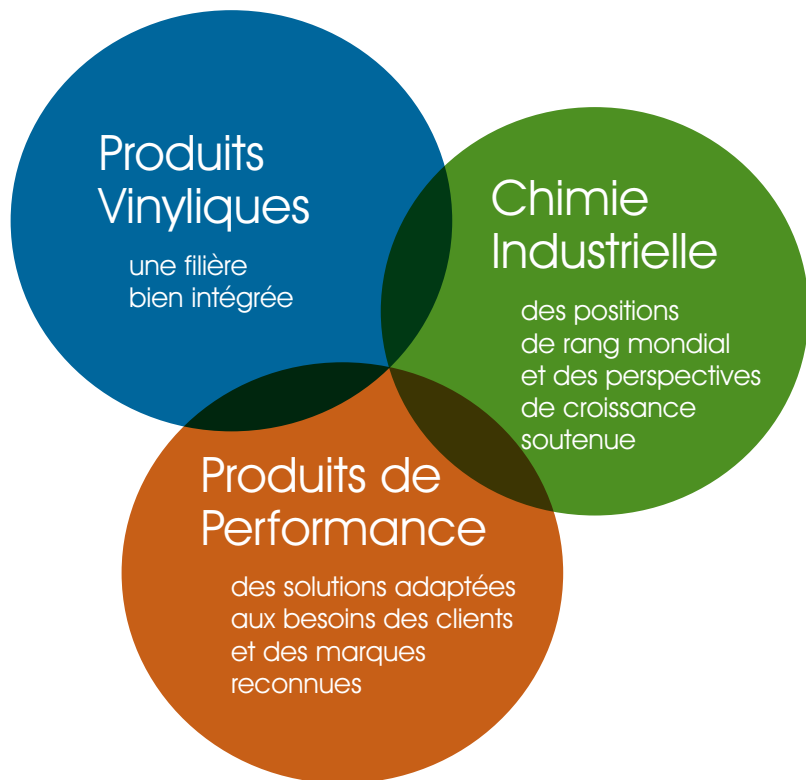 Produits
Vinyliques
une filière
bien intégrée
Chimie
Industrielle
des positions
de rang mondial
et des perspectives
de croissance
soutenue
Produits de
Performance
des solutions adaptées
aux besoins des clients
et des marques
reconnues